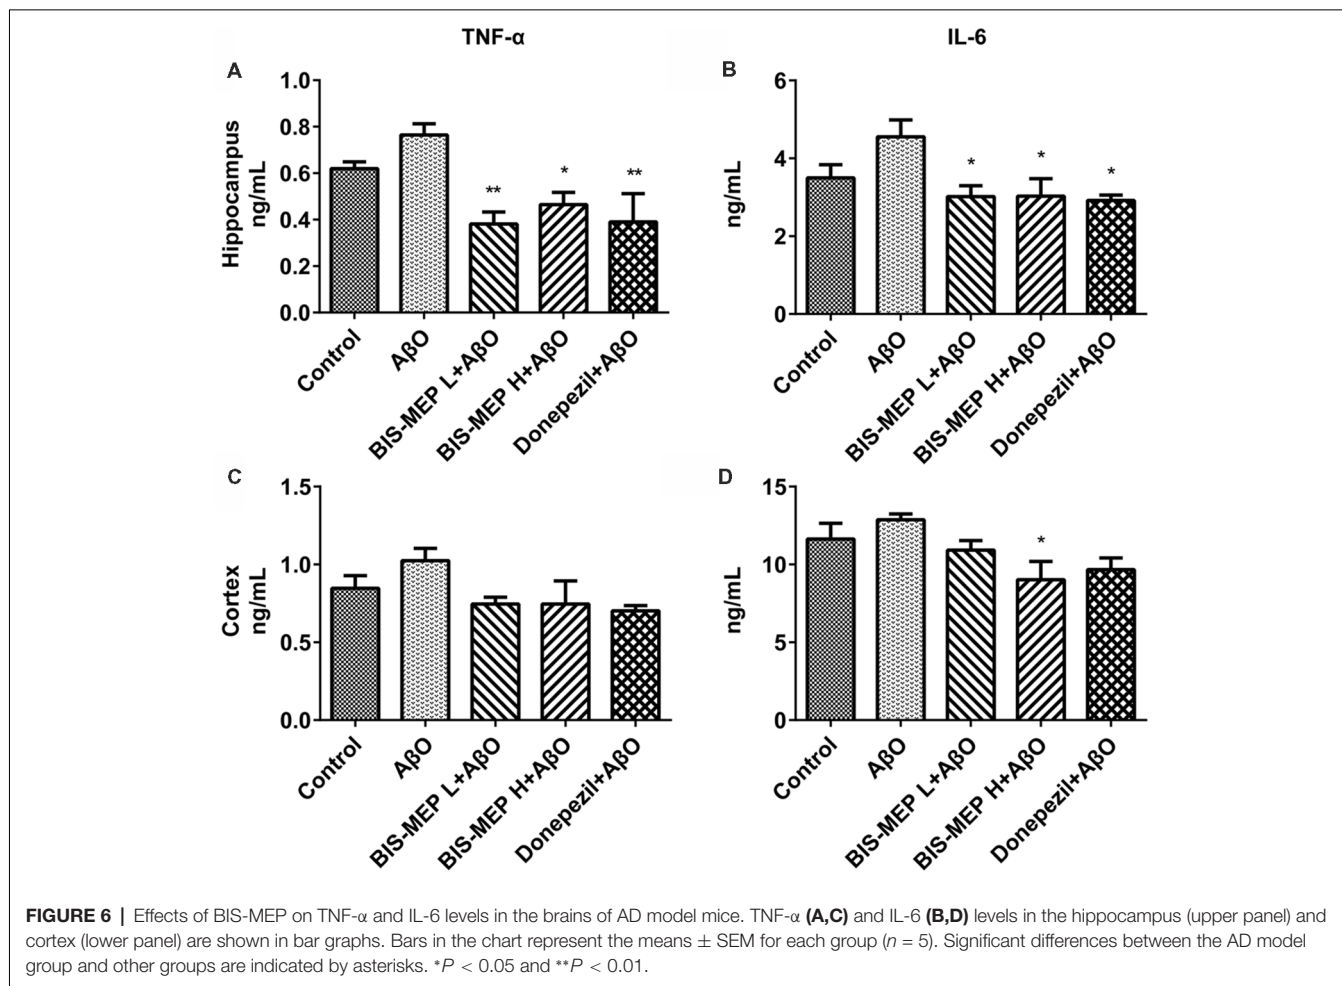 TNF-α
IL-6
A
Hippocampus
ng/mL
1.0
0.8
0.6
0.4
0.2
0.0
**
*
**
Control
AβO
BIS-MEP L+AβO
BIS-MEP H+AβO
Donepezil+AβO
B
ng/mL
6
4
2
0
*
*
*
Control
AβO
BIS-MEP L+AβO
BIS-MEP H+AβO
Donepezil+AβO
C
Cortex
ng/mL
1.5
1.0
0.5
0.0
Control
AβO
BIS-MEP L+AβO
BIS-MEP H+AβO
Donepezil+AβO
D
ng/mL
15
10
5
0
*
Control
AβO
BIS-MEP L+AβO
BIS-MEP H+AβO
Donepezil+AβO
FIGURE 6 | Effects of BIS-MEP on TNF-α and IL-6 levels in the brains of AD model mice. TNF-α (A,C) and IL-6 (B,D) levels in the hippocampus (upper panel) and
cortex (lower panel) are shown in bar graphs. Bars in the chart represent the means ± SEM for each group (n = 5). Significant differences between the AD model
group and other groups are indicated by asterisks. *P < 0.05 and **P < 0.01.